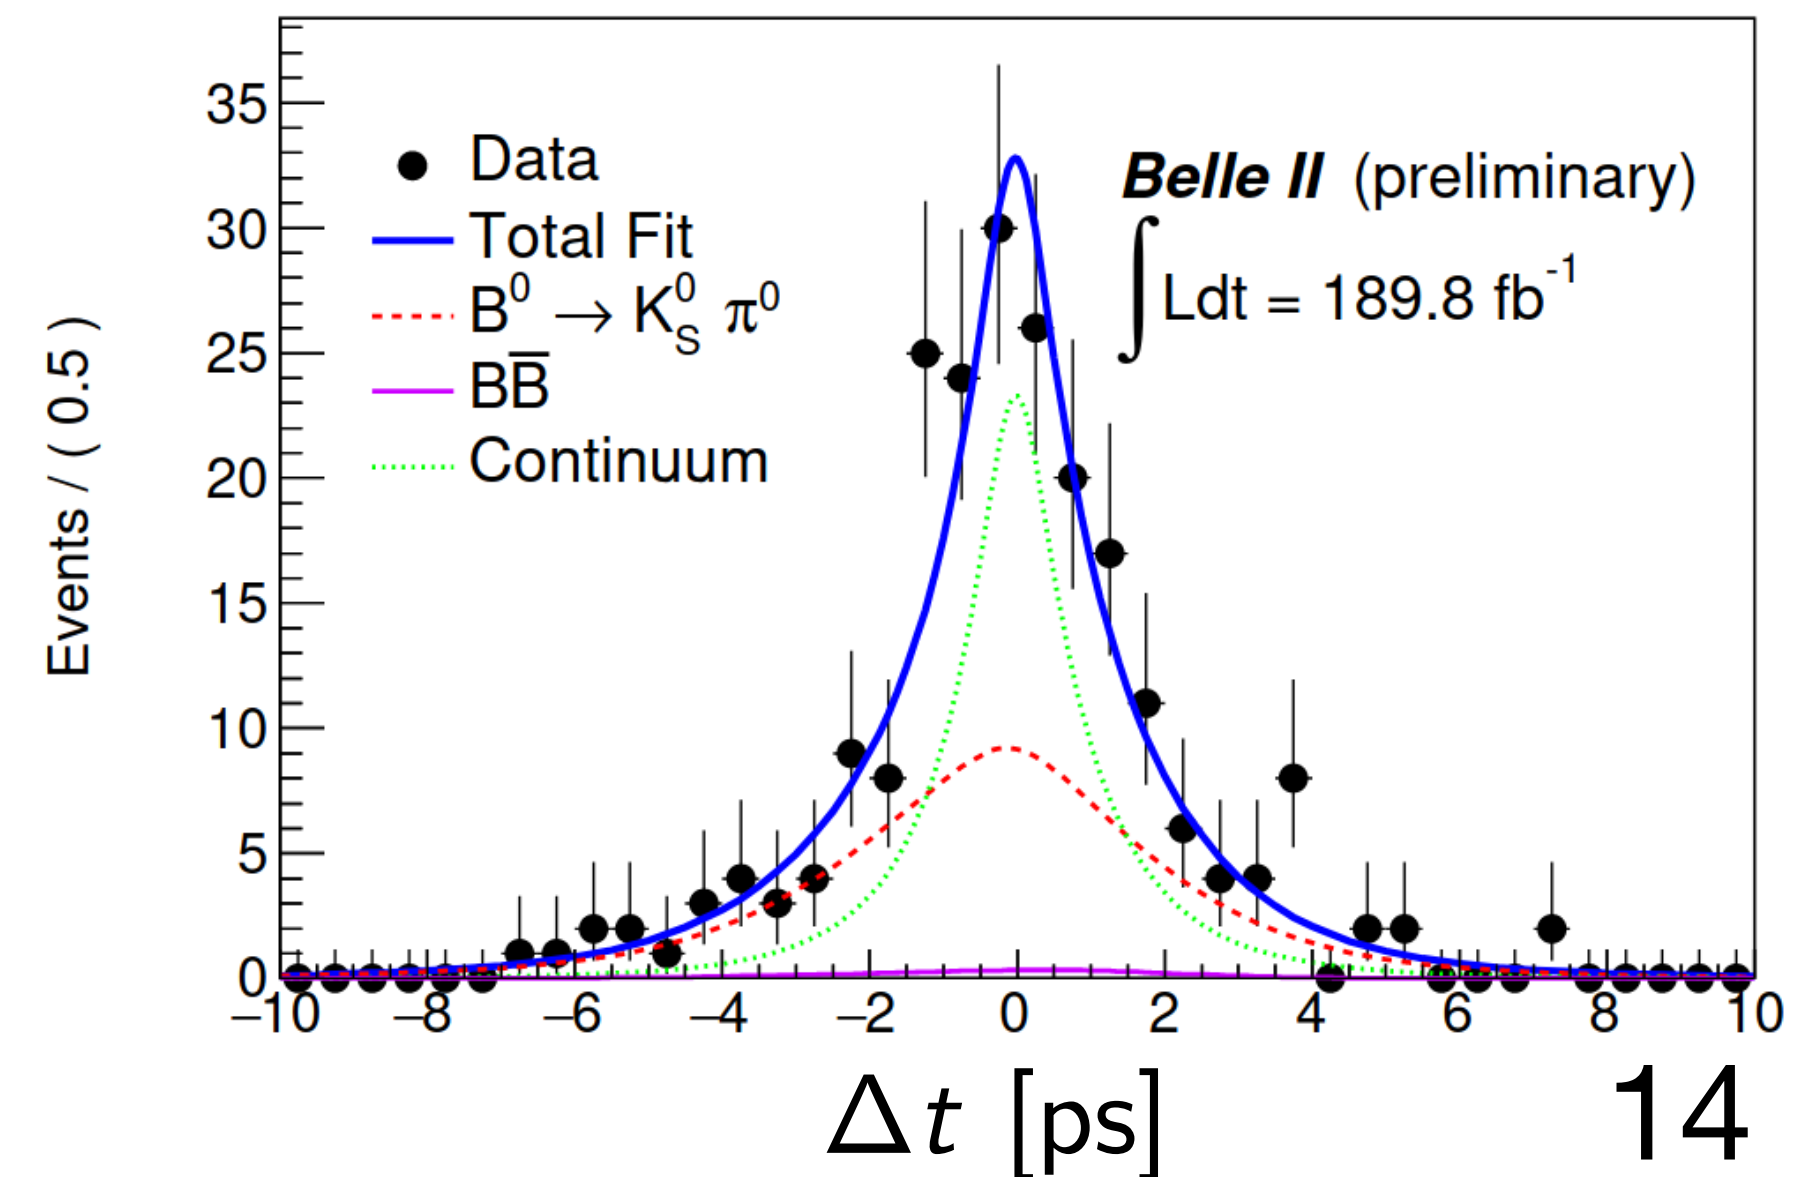 Events / ( 0.5 )
35
30
25
20
15
10
5
0
Data
Total Fit
B⁰ → K⁰_S π⁰
BB̅
Continuum
Belle II (preliminary)
∫Ldt = 189.8 fb⁻¹
−10 −8 −6 −4 −2 0 2 4 6 8 10
Δt [ps]
14